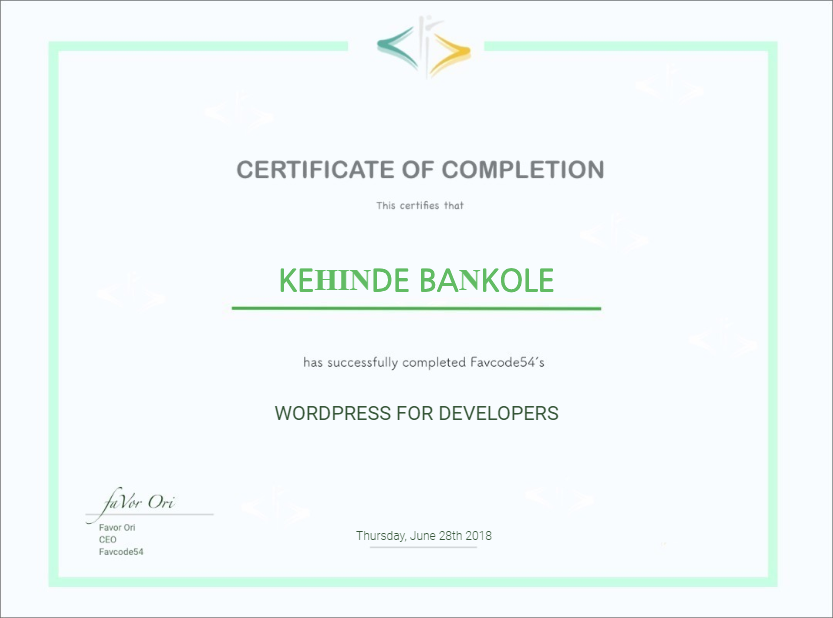 CERTIFICATE OF COMPLETION
This certifies that
KEHINDE BANKOLE
has successfully completed Favcode54's
WORDPRESS FOR DEVELOPERS
faVor Ori
Favor Ori
CEO
Favcode54
Thursday, June 28th 2018